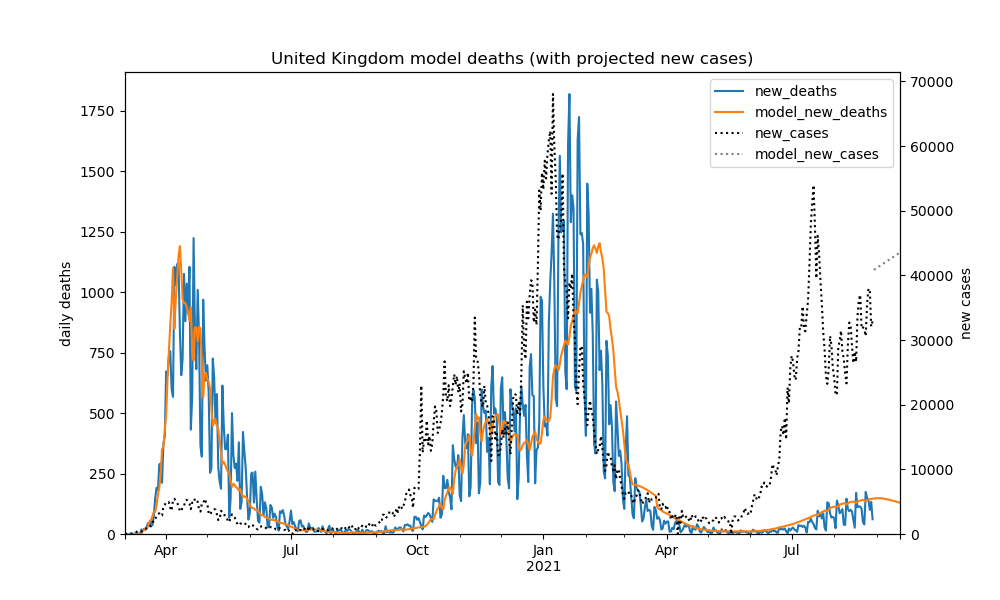 United Kingdom model deaths (with projected new cases)
new_deaths
model_new_deaths
new_cases
model_new_cases
daily deaths
1750
1500
1250
1000
750
500
250
0
70000
60000
50000
40000
30000
20000
10000
0
new cases
Apr
Jul
Oct
Jan
2021
Apr
Jul